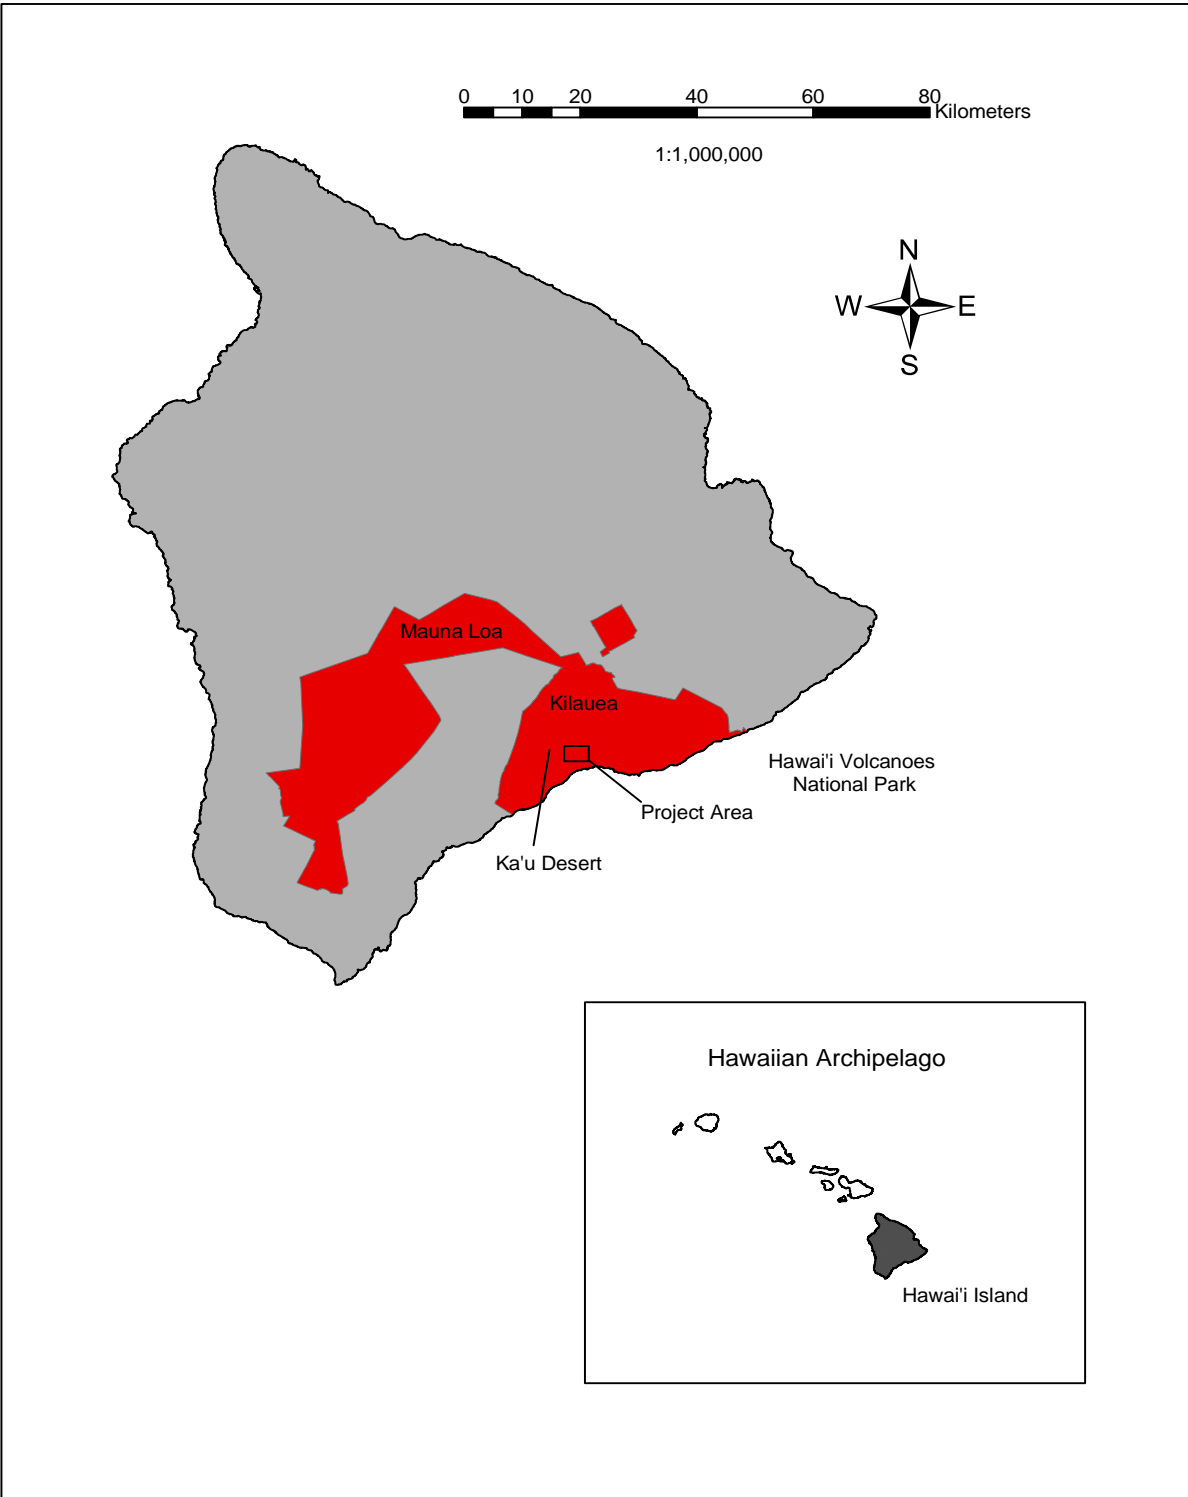 0 10 20 40 60 80
Kilometers
1:1,000,000
N
W E
S
Mauna Loa
Kilauea
Hawai'i Volcanoes
National Park
Project Area
Ka'u Desert
Hawaiian Archipelago
Hawai'i Island